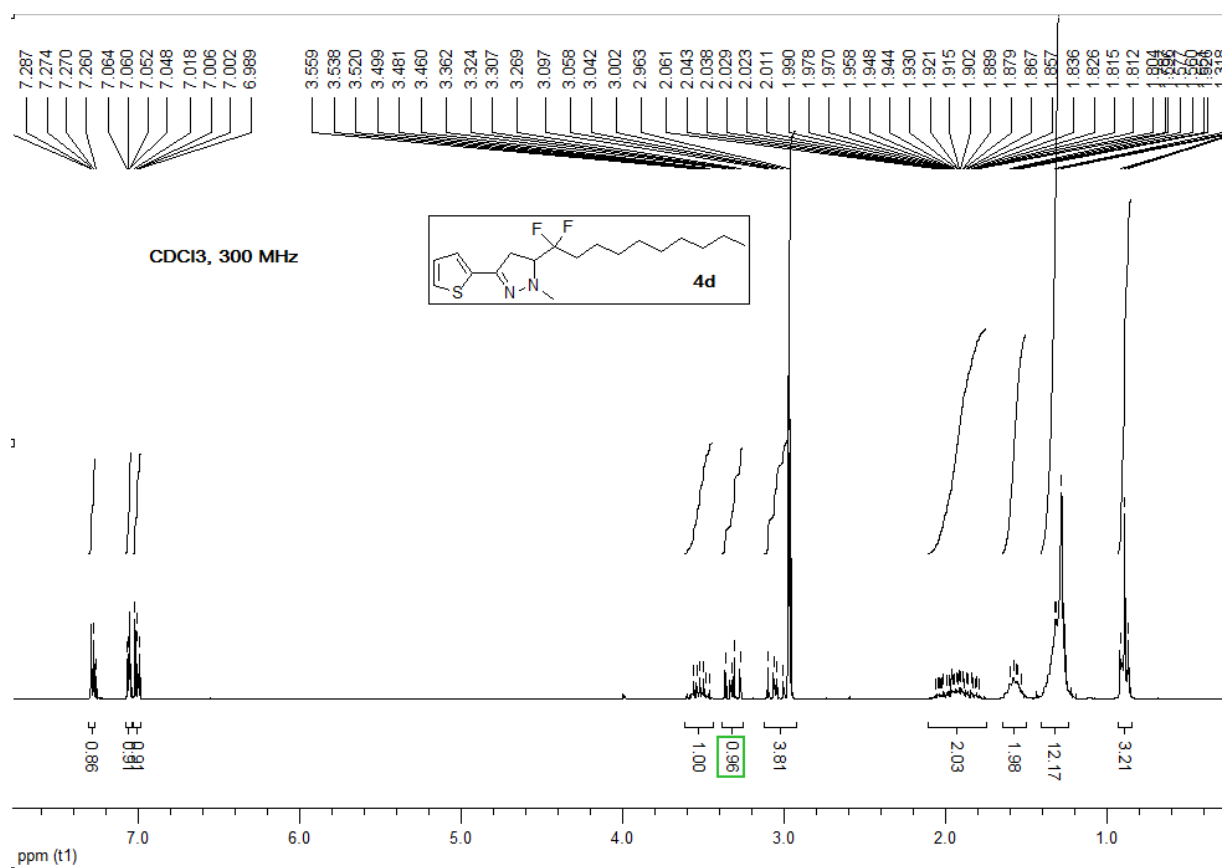 7.287 7.274 7.270 7.260 7.064 7.060 7.052 7.048 7.018 7.006 7.002 6.989 3.559 3.538 3.520 3.499 3.481 3.460 3.362 3.324 3.307 3.269 3.097 3.058 3.042 3.002 2.963 2.061 2.043 2.038 2.029 2.023 2.011 1.990 1.978 1.970 1.958 1.948 1.944 1.930 1.921 1.915 1.902 1.889 1.879 1.867 1.857 1.836 1.826 1.815 1.812
F F
CDCl3, 300 MHz
S N N 4d
0.86 0.91 0.91 1.00 0.96 3.81 2.03 1.98 12.17 3.21
7.0 6.0 5.0 4.0 3.0 2.0 1.0
ppm (t1)